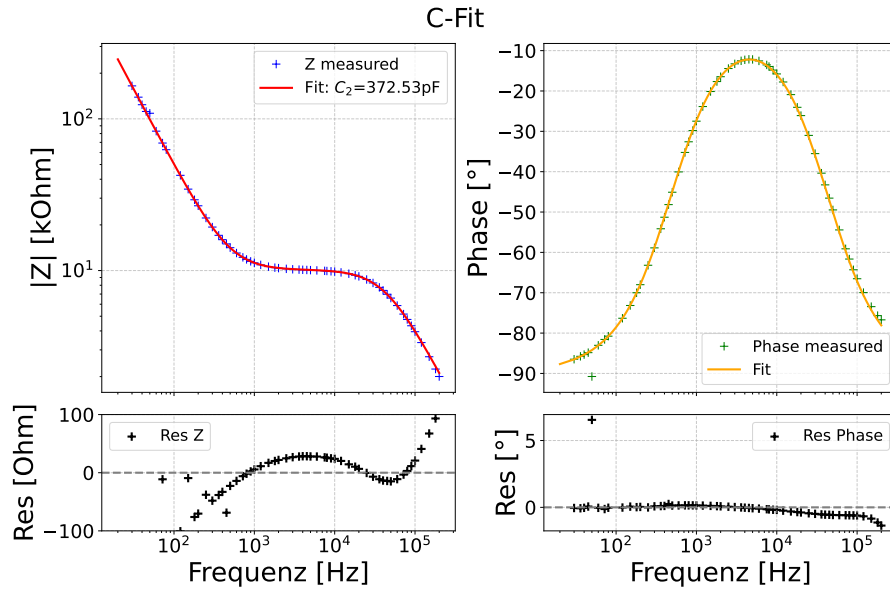 C-Fit
|Z| [kOhm]
10²
10¹
Z measured
Fit: C₂=372.53pF
Phase [°]
−10
−20
−30
−40
−50
−60
−70
−80
−90
Phase measured
Fit
Res [Ohm]
100
0
−100
Res Z
10² 10³ 10⁴ 10⁵
Frequenz [Hz]
Res [°]
5
0
Res Phase
10² 10³ 10⁴ 10⁵
Frequenz [Hz]